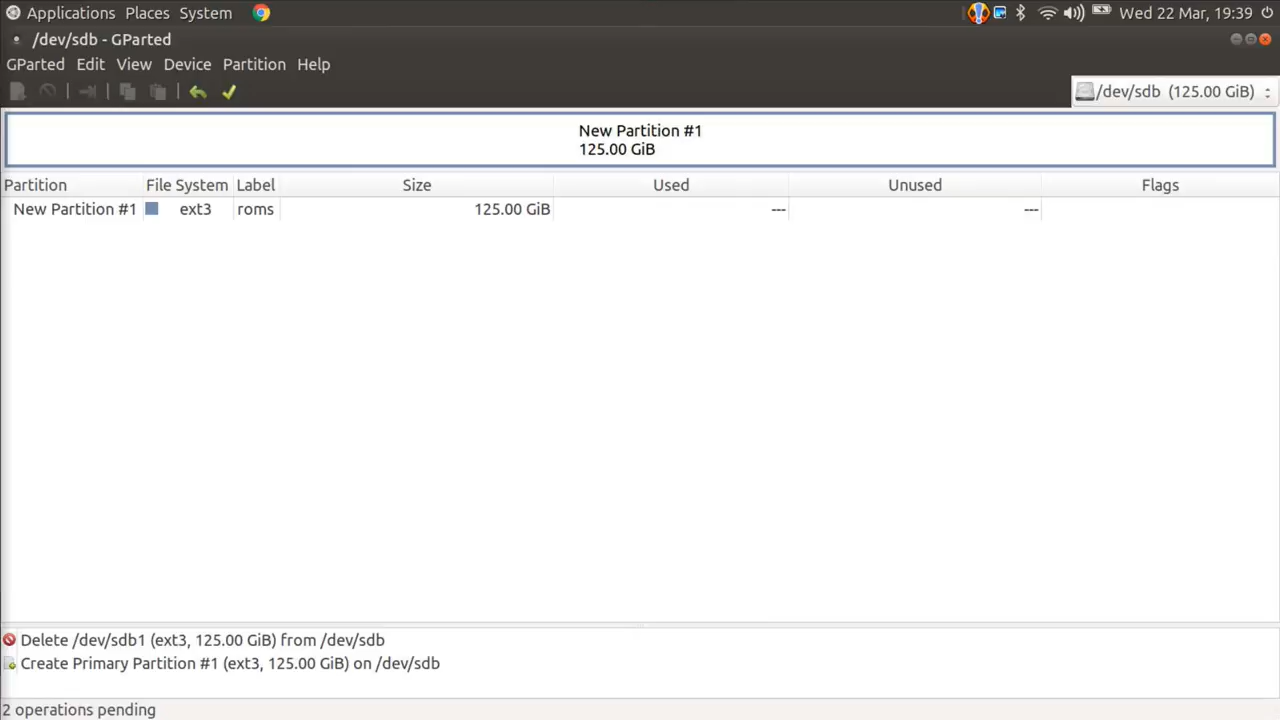 Applications Places System Wed 22 Mar, 19:39
/dev/sdb - GParted
GParted Edit View Device Partition Help
/dev/sdb (125.00 GiB)
New Partition #1
125.00 GiB
Partition File System Label Size Used Unused Flags
New Partition #1 ext3 roms 125.00 GiB --- ---
Delete /dev/sdb1 (ext3, 125.00 GiB) from /dev/sdb
Create Primary Partition #1 (ext3, 125.00 GiB) on /dev/sdb
2 operations pending